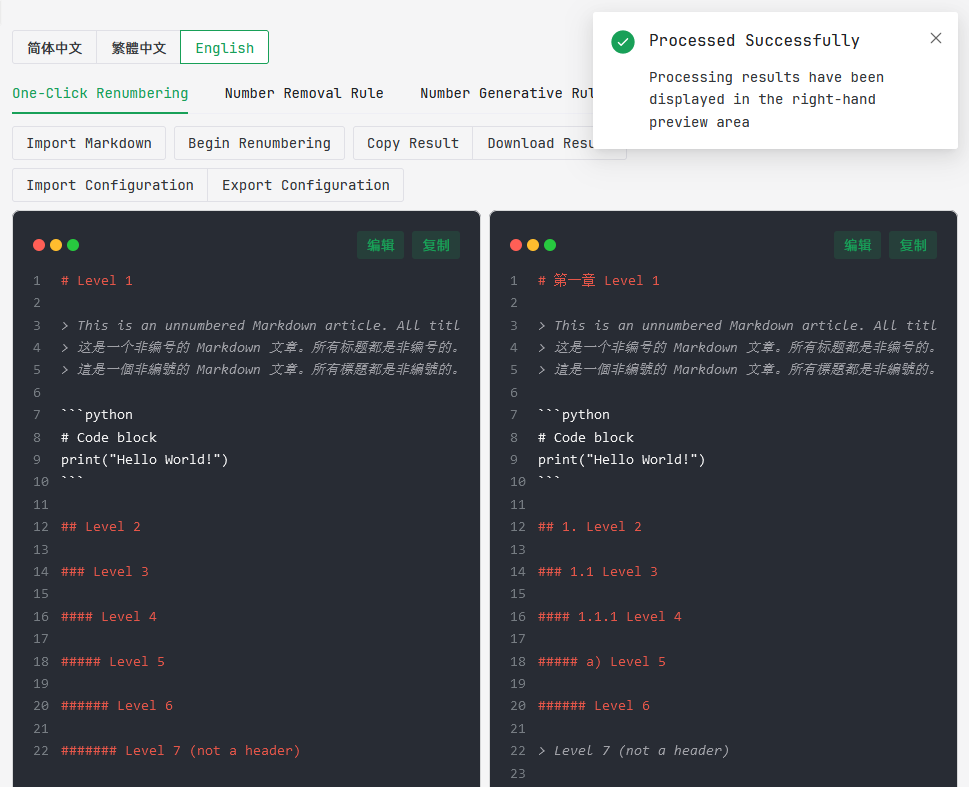 简体中文 繁體中文 English
Processed Successfully
Processing results have been
displayed in the right-hand
preview area
One-Click Renumbering Number Removal Rule Number Generative Rul
Import Markdown Begin Renumbering Copy Result Download Resu
Import Configuration Export Configuration
编辑 复制
1 # Level 1
2
3 > This is an unnumbered Markdown article. All titl
4 > 这是一个非编号的 Markdown 文章。所有标题都是非编号的。
5 > 這是一個非編號的 Markdown 文章。所有標題都是非編號的。
6
7 ```python
8 # Code block
9 print("Hello World!")
10 ```
11
12 ## Level 2
13
14 ### Level 3
15
16 #### Level 4
17
18 ##### Level 5
19
20 ###### Level 6
21
22 ####### Level 7 (not a header)
编辑 复制
1 # 第一章 Level 1
2
3 > This is an unnumbered Markdown article. All titl
4 > 这是一个非编号的 Markdown 文章。所有标题都是非编号的。
5 > 這是一個非編號的 Markdown 文章。所有標題都是非編號的。
6
7 ```python
8 # Code block
9 print("Hello World!")
10 ```
11
12 ## 1. Level 2
13
14 ### 1.1 Level 3
15
16 #### 1.1.1 Level 4
17
18 ##### a) Level 5
19
20 ###### Level 6
21
22 > Level 7 (not a header)
23